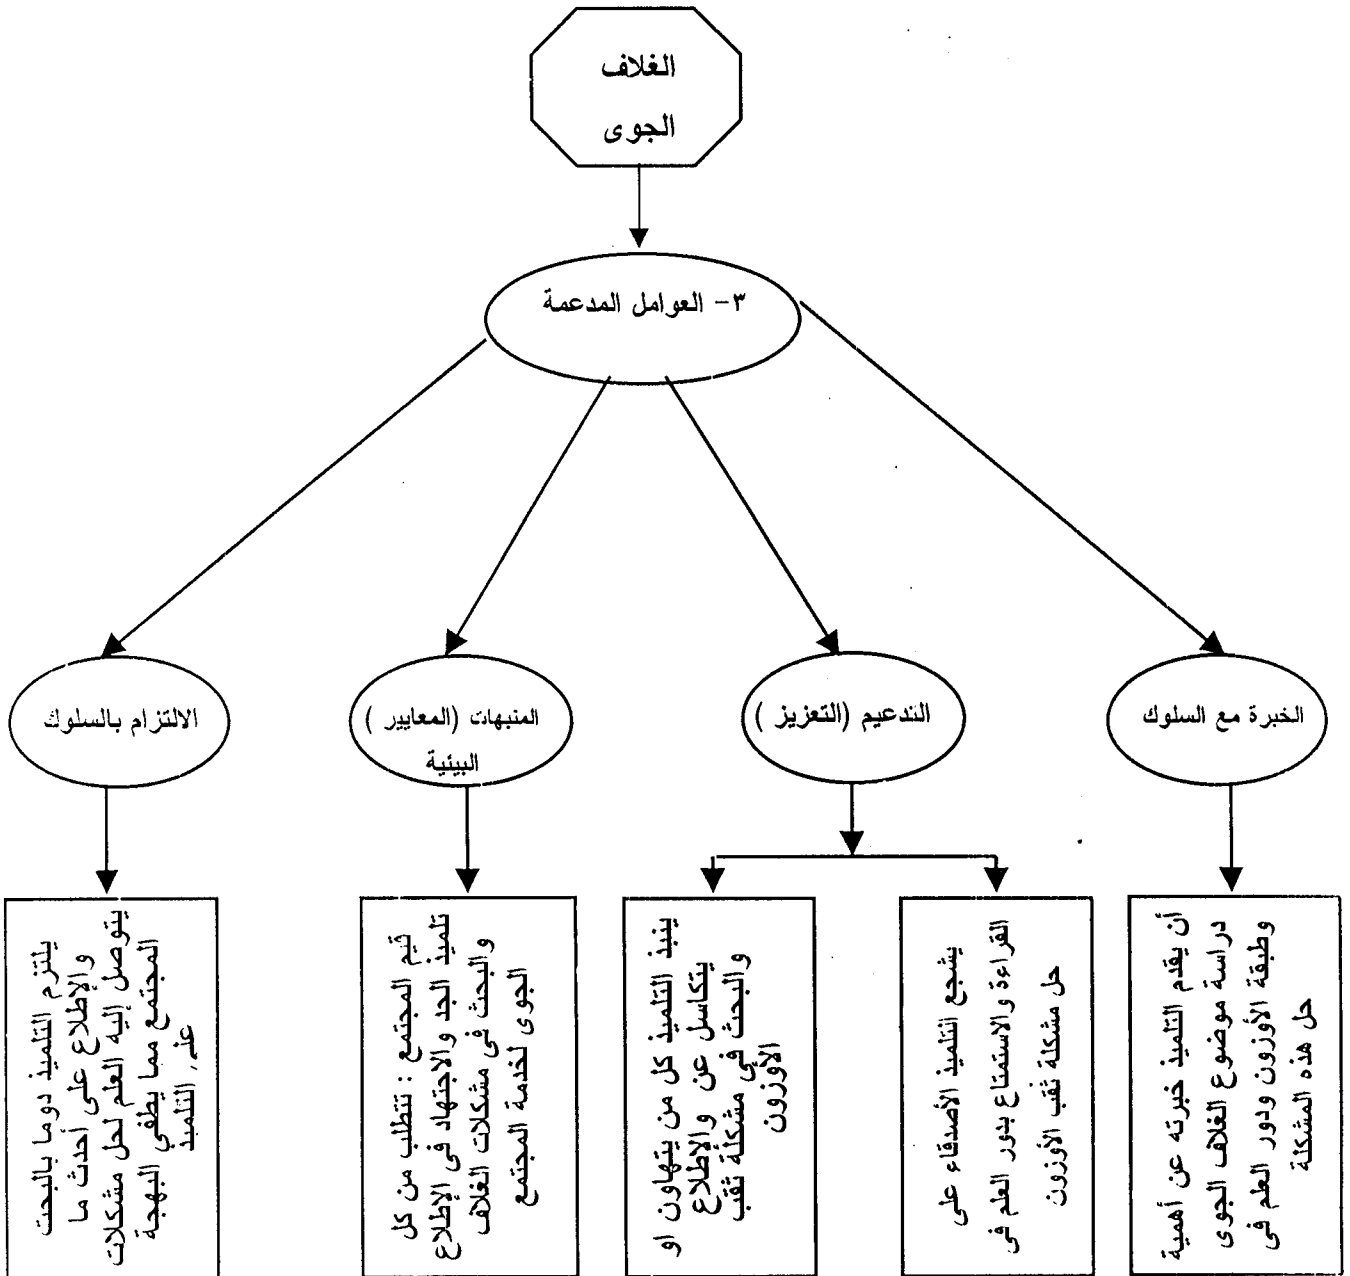 الغلاف
الجوى
٣- العوامل المدعمة
الخبرة مع السلوك
التدعيم (التعزيز )
المنبهات (المعايير )
البيئية
الالتزام بالسلوك
أن يقدم التلميذ خبرته عن أهمية
دراسة موضوع الغلاف الجوى
وطبقة الأوزون ودور العلم فى
حل هذه المشكلة
يشجع التلميذ الأصدقاء على
القراءة والاستمتاع بدور العلم فى
حل مشكلة ثقب الأوزون
ينبذ التلميذ كل من يتهاون او
يتكاسل عن والإطلاع
والبحث فى مشكلة ثقب
الأوزون
قيم المجتمع : تتطلب من كل
تلميذ الجد والاجتهاد فى الإطلاع
والبحث فى مشكلات الغلاف
الجوى لخدمة المجتمع
يلتزم التلميذ دوما بالبحث
والإطلاع على أحدث ما
يتوصل إليه العلم لحل مشكلات
المجتمع مما يطفي البهجة
على التلميذ